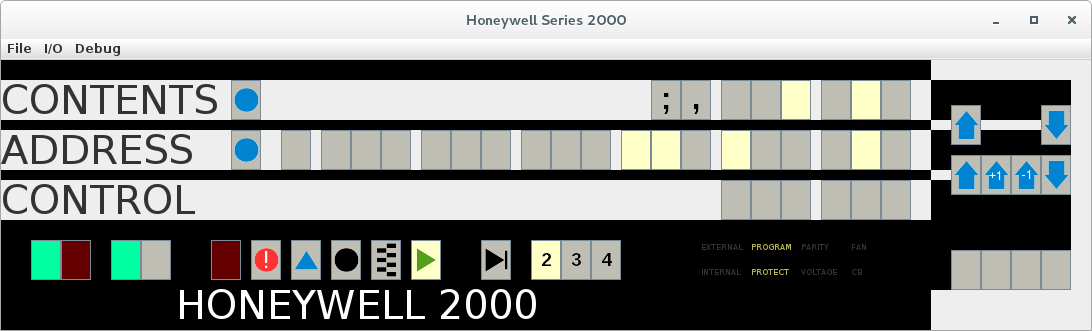 Honeywell Series 2000
File I/O Debug
CONTENTS ; ,
ADDRESS
+1 -1
CONTROL
! 2 3 4
EXTERNAL PROGRAM PARITY FAN
INTERNAL PROTECT VOLTAGE CB
HONEYWELL 2000